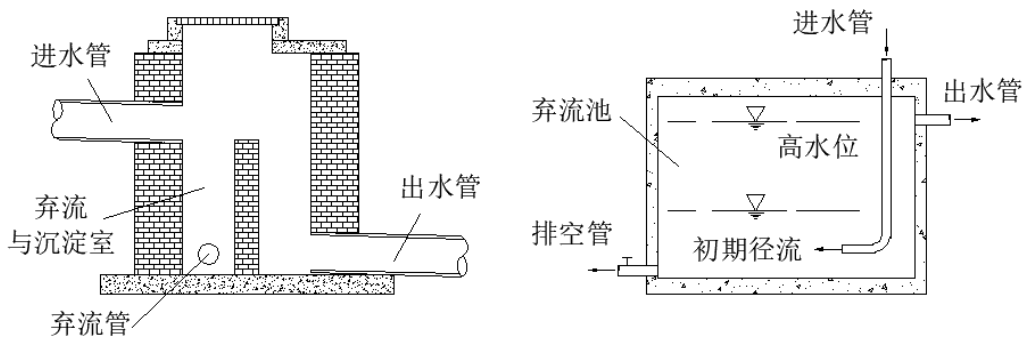 进水管
弃流
与沉淀室
弃流管
出水管
进水管
出水管
弃流池
高水位
排空管
初期径流